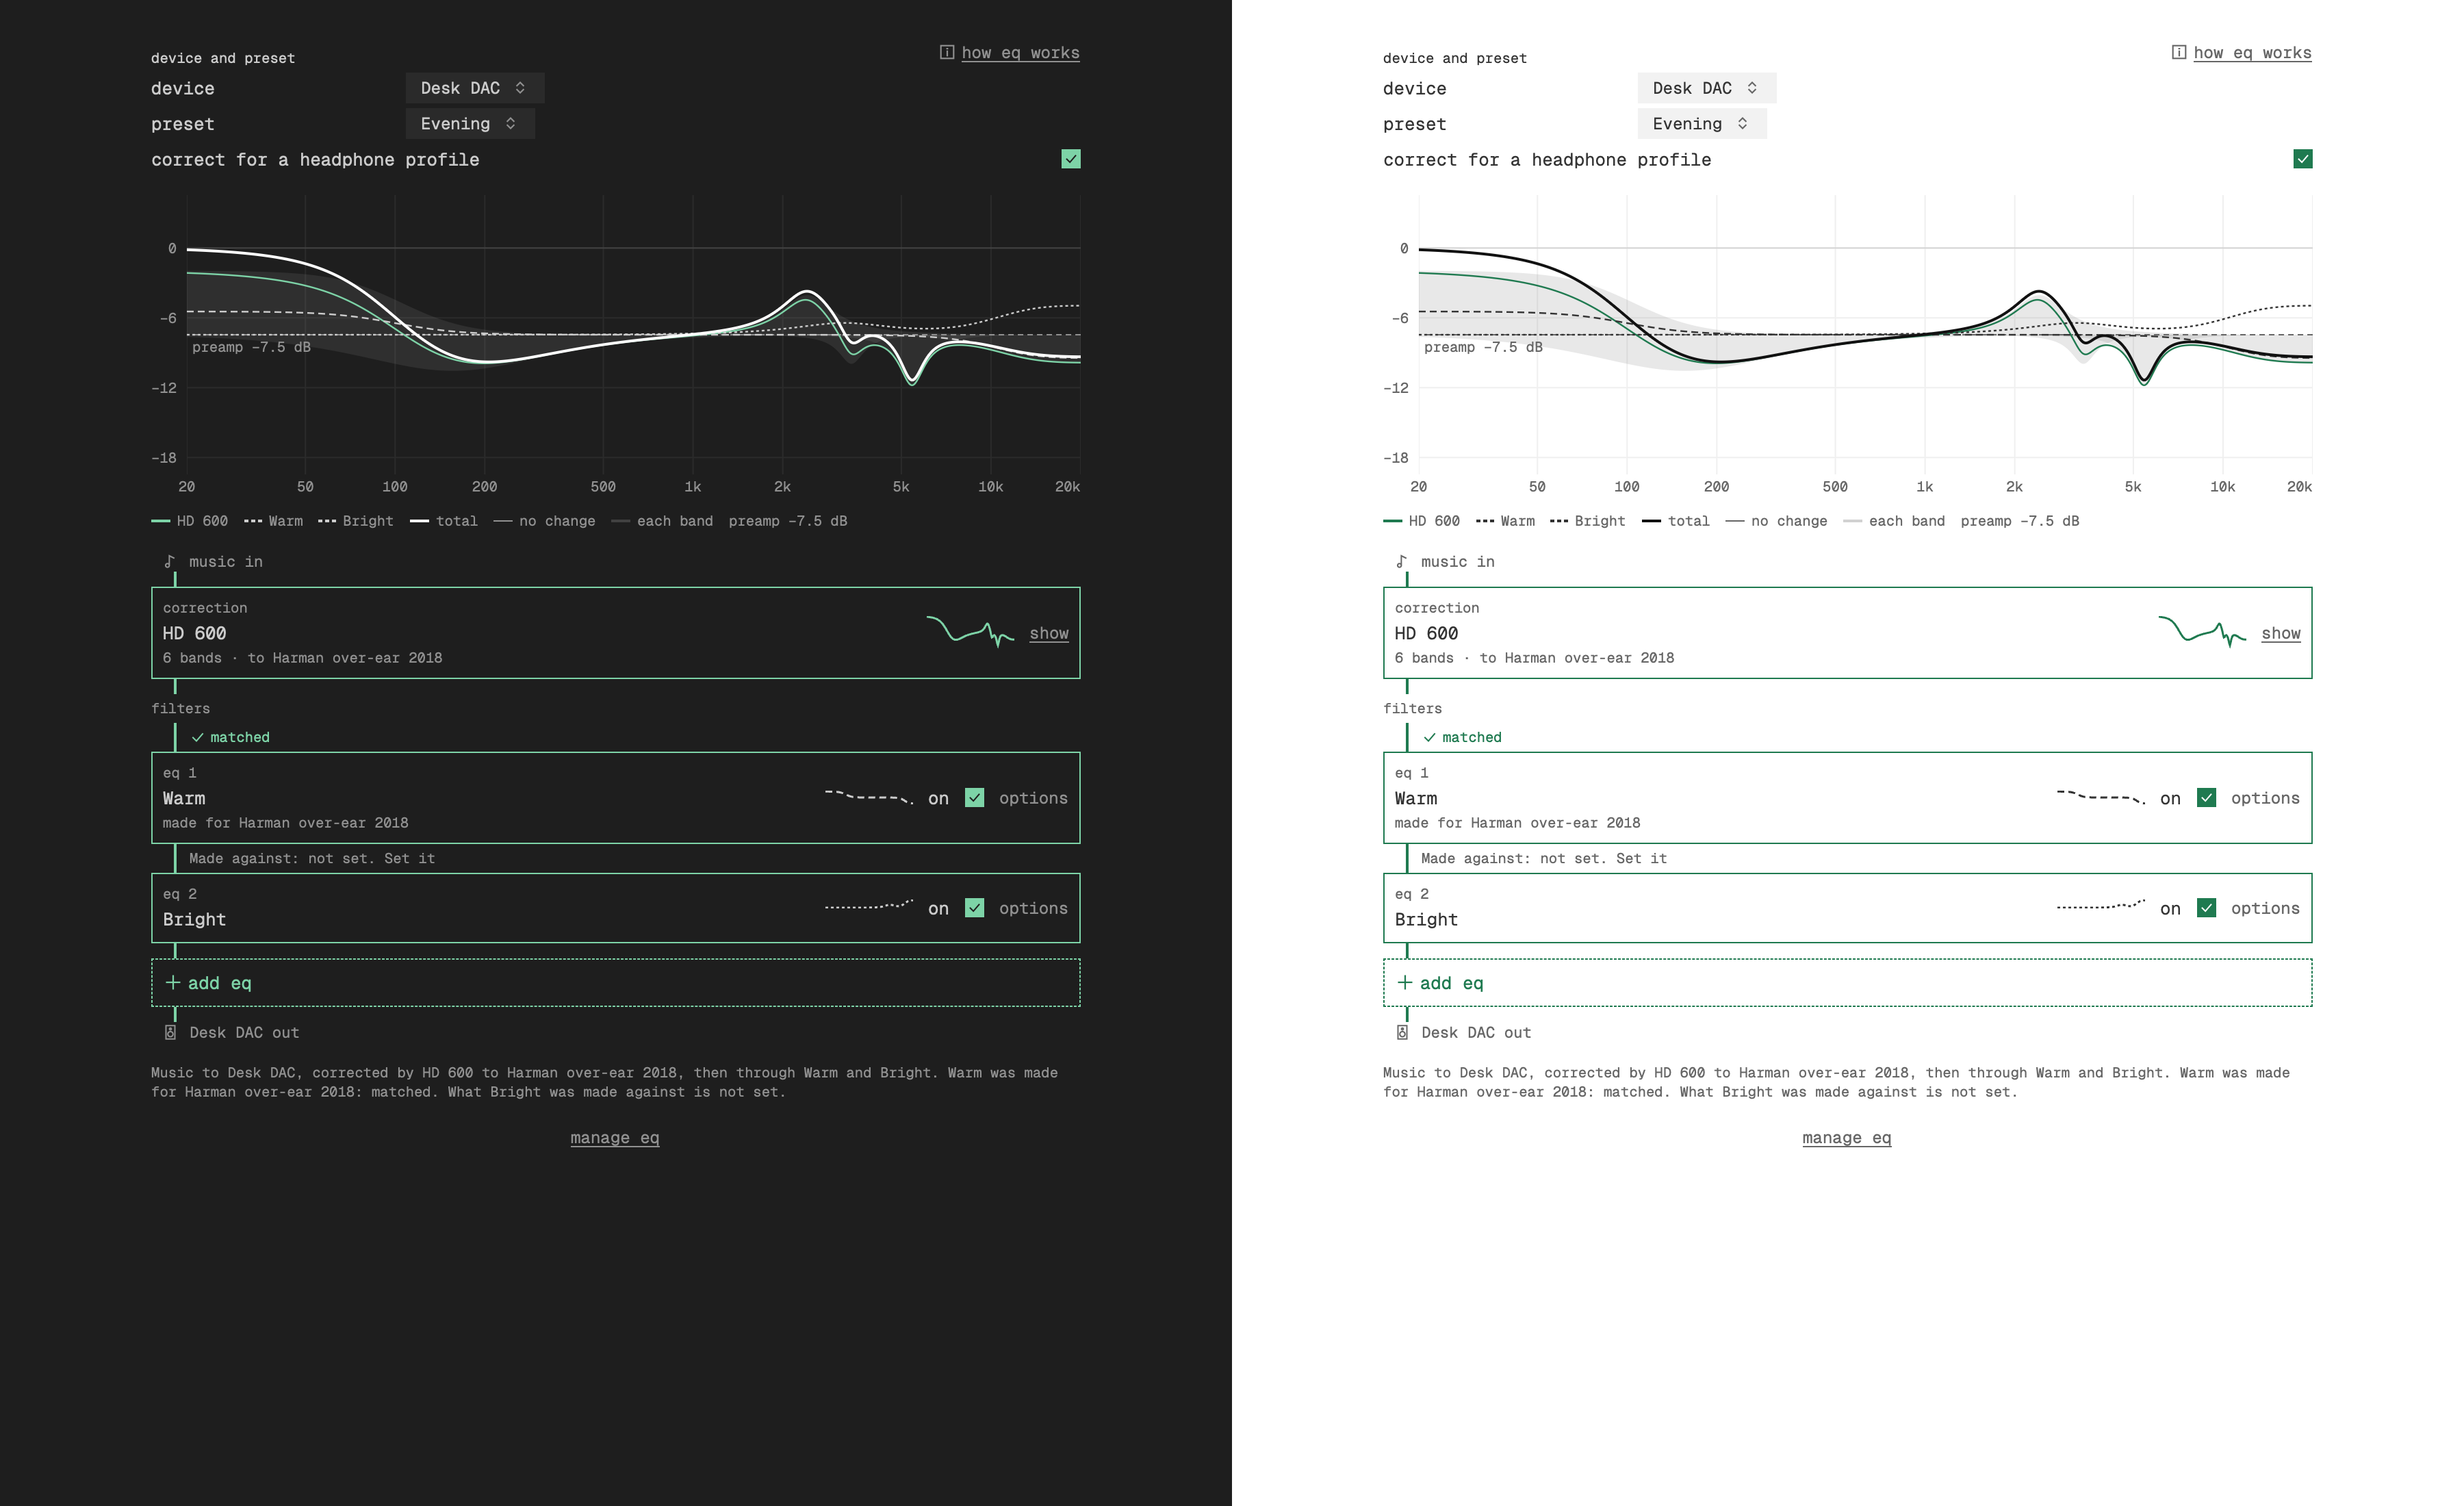 device and preset
how eq works
device Desk DAC
preset Evening
correct for a headphone profile
0
−6
preamp −7.5 dB
−12
−18
20 50 100 200 500 1k 2k 5k 10k 20k
HD 600 Warm Bright total no change each band preamp −7.5 dB
music in
correction
HD 600
show
6 bands · to Harman over-ear 2018
filters
matched
eq 1
Warm
on options
made for Harman over-ear 2018
Made against: not set. Set it
eq 2
Bright
on options
add eq
Desk DAC out
Music to Desk DAC, corrected by HD 600 to Harman over-ear 2018, then through Warm and Bright. Warm was made
for Harman over-ear 2018: matched. What Bright was made against is not set.
manage eq
device and preset
how eq works
device Desk DAC
preset Evening
correct for a headphone profile
0
−6
preamp −7.5 dB
−12
−18
20 50 100 200 500 1k 2k 5k 10k 20k
HD 600 Warm Bright total no change each band preamp −7.5 dB
music in
correction
HD 600
show
6 bands · to Harman over-ear 2018
filters
matched
eq 1
Warm
on options
made for Harman over-ear 2018
Made against: not set. Set it
eq 2
Bright
on options
add eq
Desk DAC out
Music to Desk DAC, corrected by HD 600 to Harman over-ear 2018, then through Warm and Bright. Warm was made
for Harman over-ear 2018: matched. What Bright was made against is not set.
manage eq